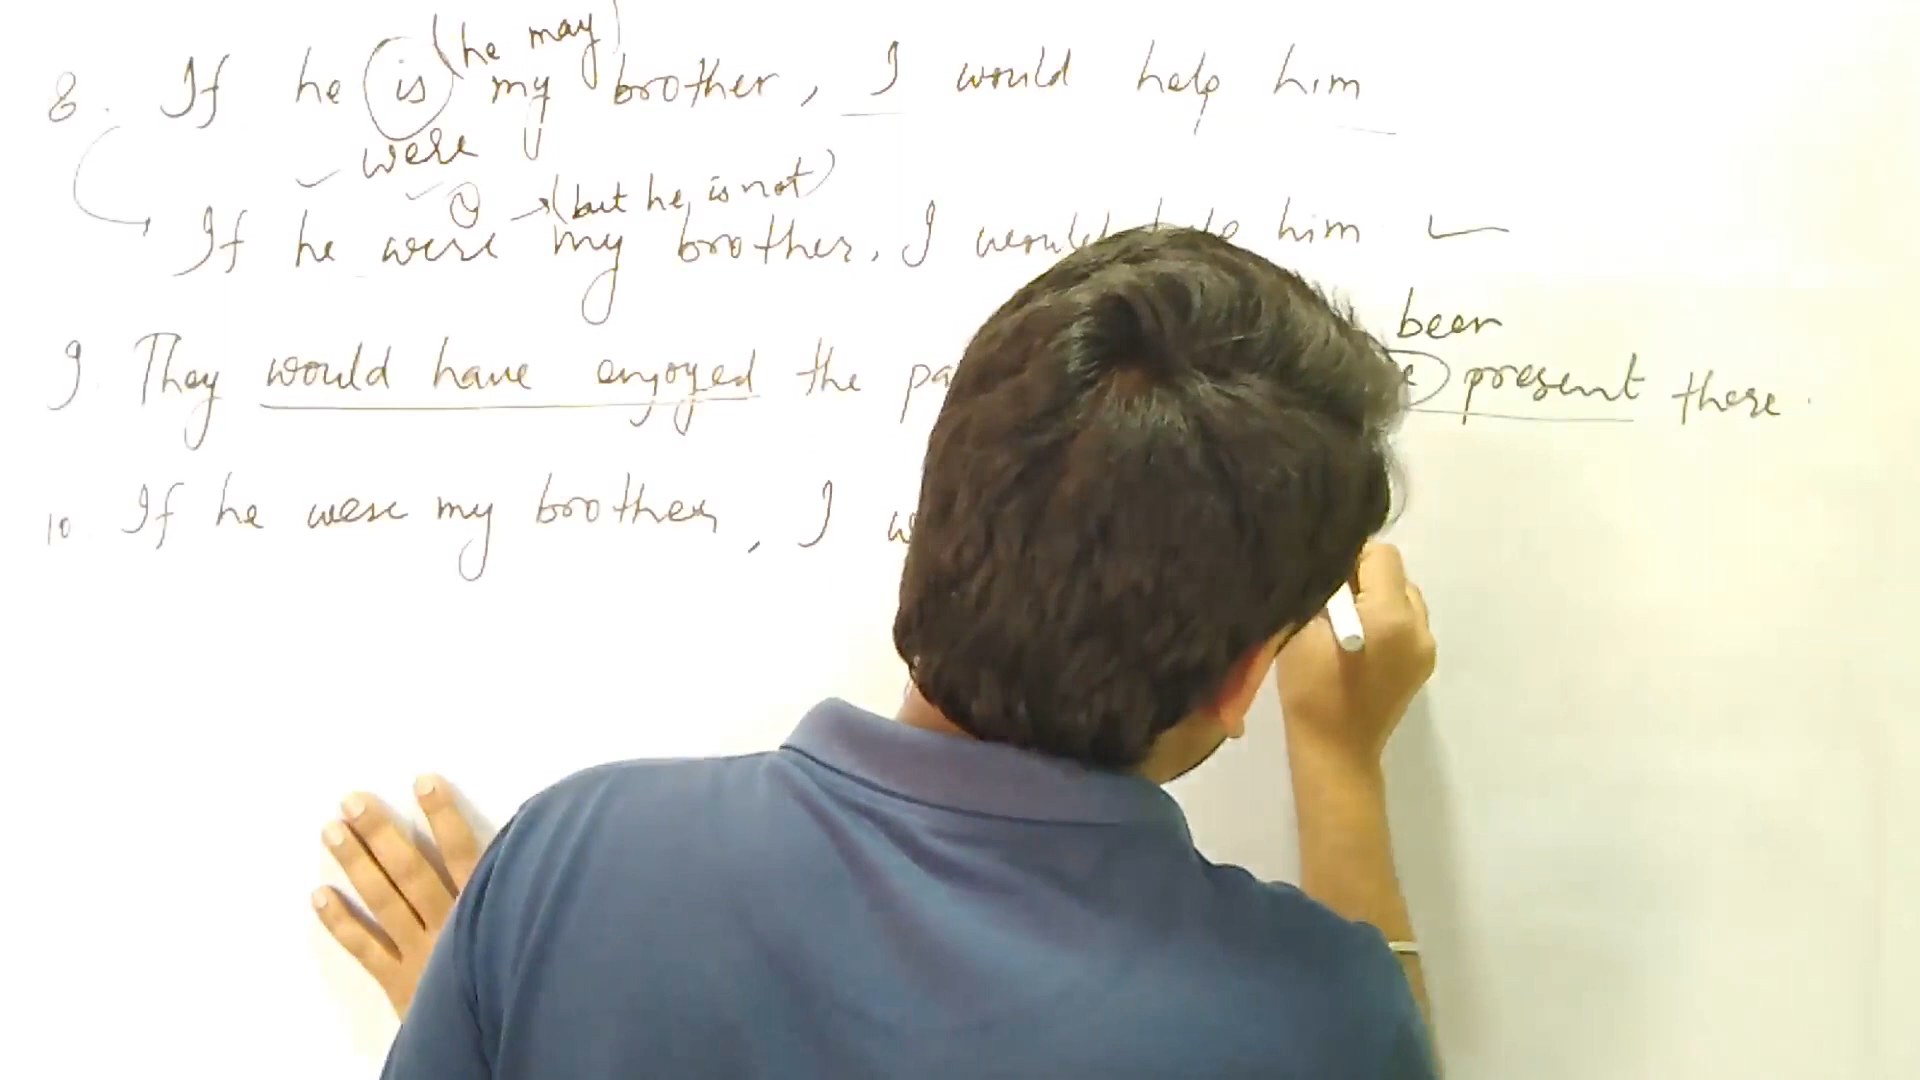 (he may)
8. If he is my brother, I would help him
were
(but he is not)
If he were my brother, I would help him
been
9. They would have enjoyed the present there.
10 If he were my brother, I